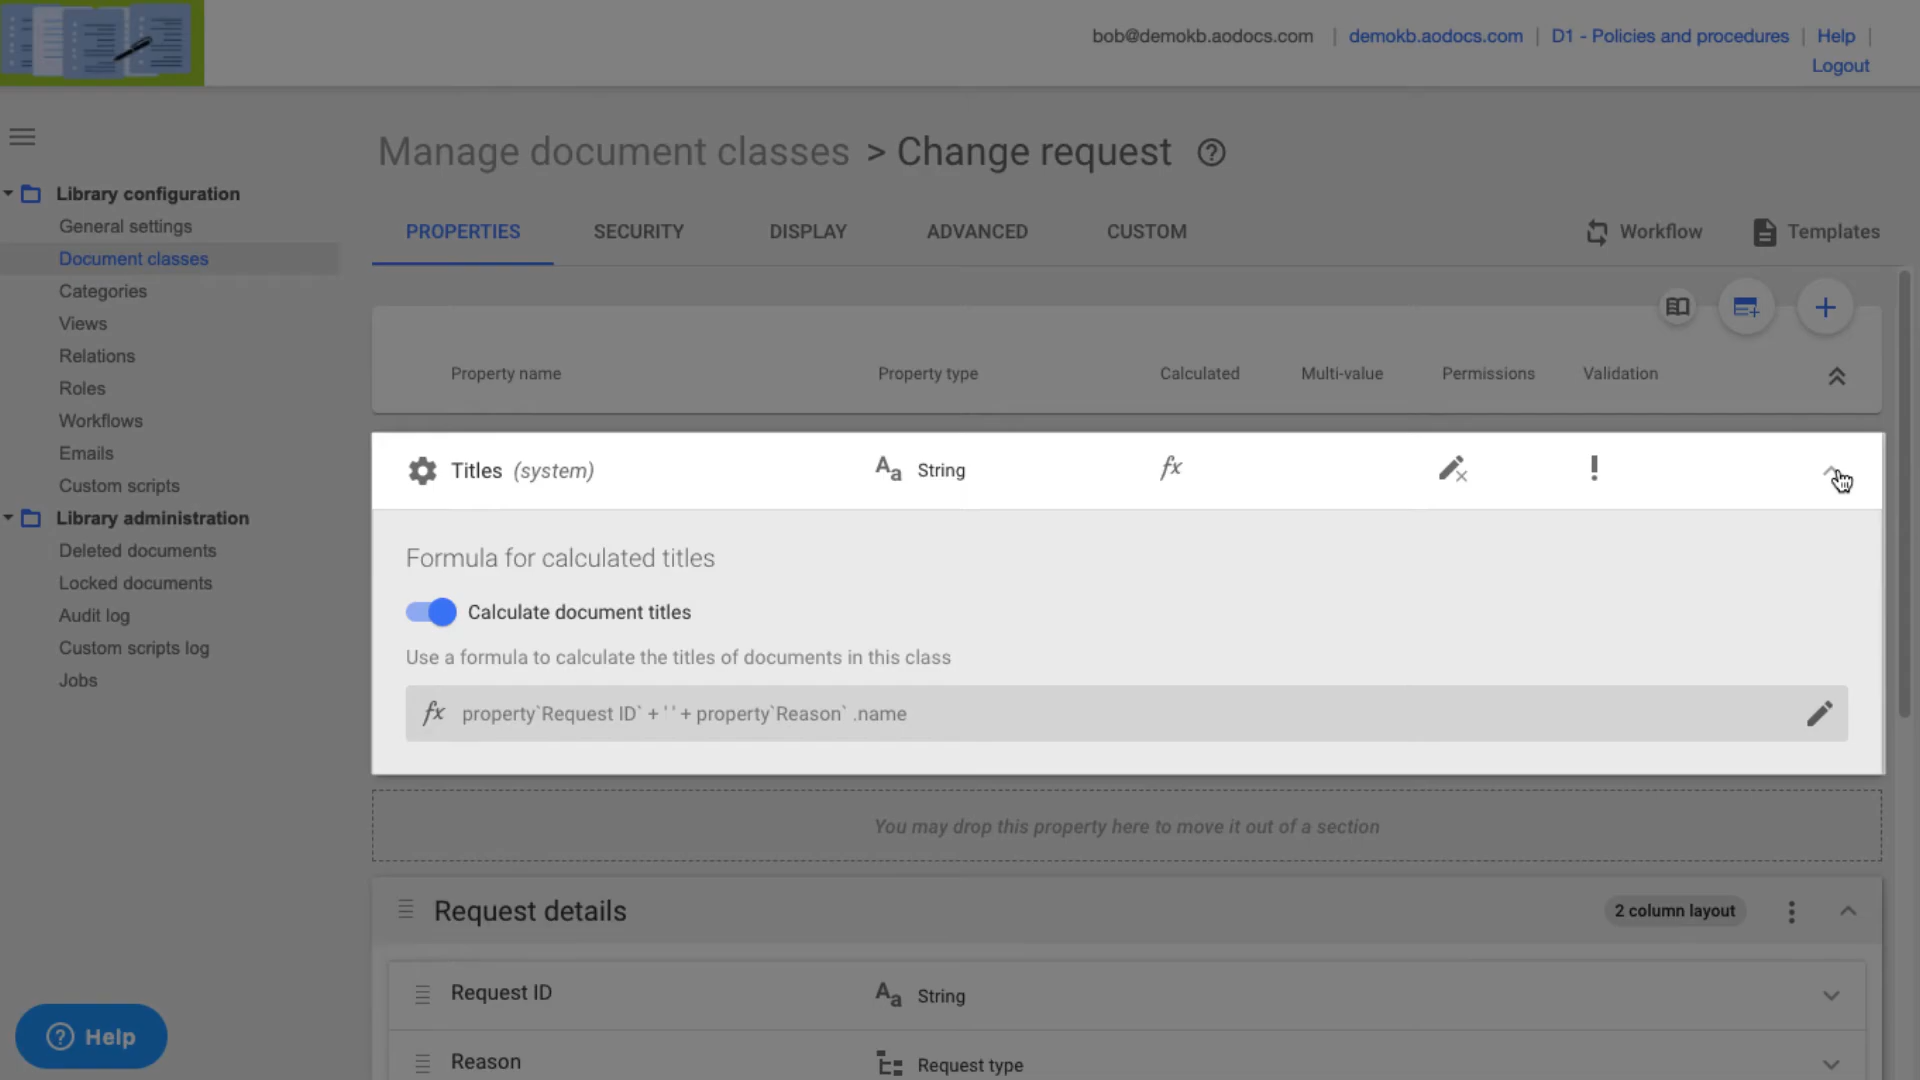 bob@demokb.aodocs.com | demokb.aodocs.com | D1 - Policies and procedures | Help |
Logout
Manage document classes > Change request
Library configuration
General settings
Document classes
Categories
Views
Relations
Roles
Workflows
Emails
Custom scripts
Library administration
Deleted documents
Locked documents
Audit log
Custom scripts log
Jobs
Help
PROPERTIES SECURITY DISPLAY ADVANCED CUSTOM Workflow Templates
Property name Property type Calculated Multi-value Permissions Validation
Titles (system) Aa String fx !
Formula for calculated titles
Calculate document titles
Use a formula to calculate the titles of documents in this class
fx property`Request ID` + ' ' + property`Reason` .name
You may drop this property here to move it out of a section
Request details 2 column layout
Request ID Aa String
Reason Request type